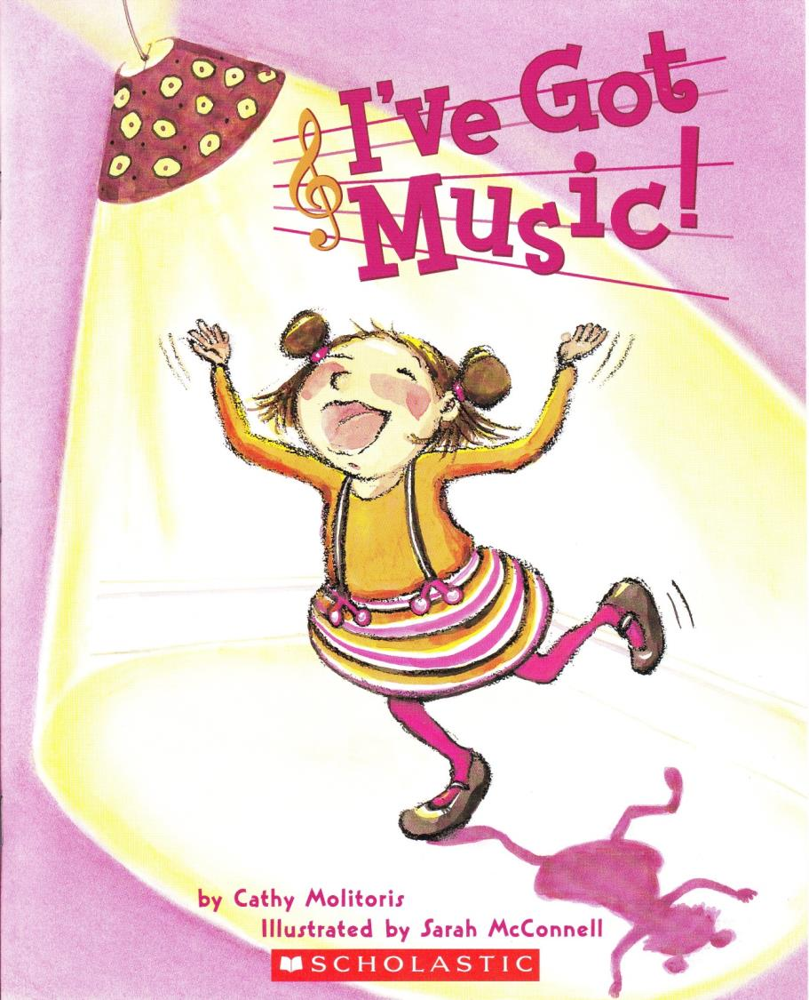 I've Got
Music!
by Cathy Molitoris
Illustrated by Sarah McConnell
SCHOLASTIC